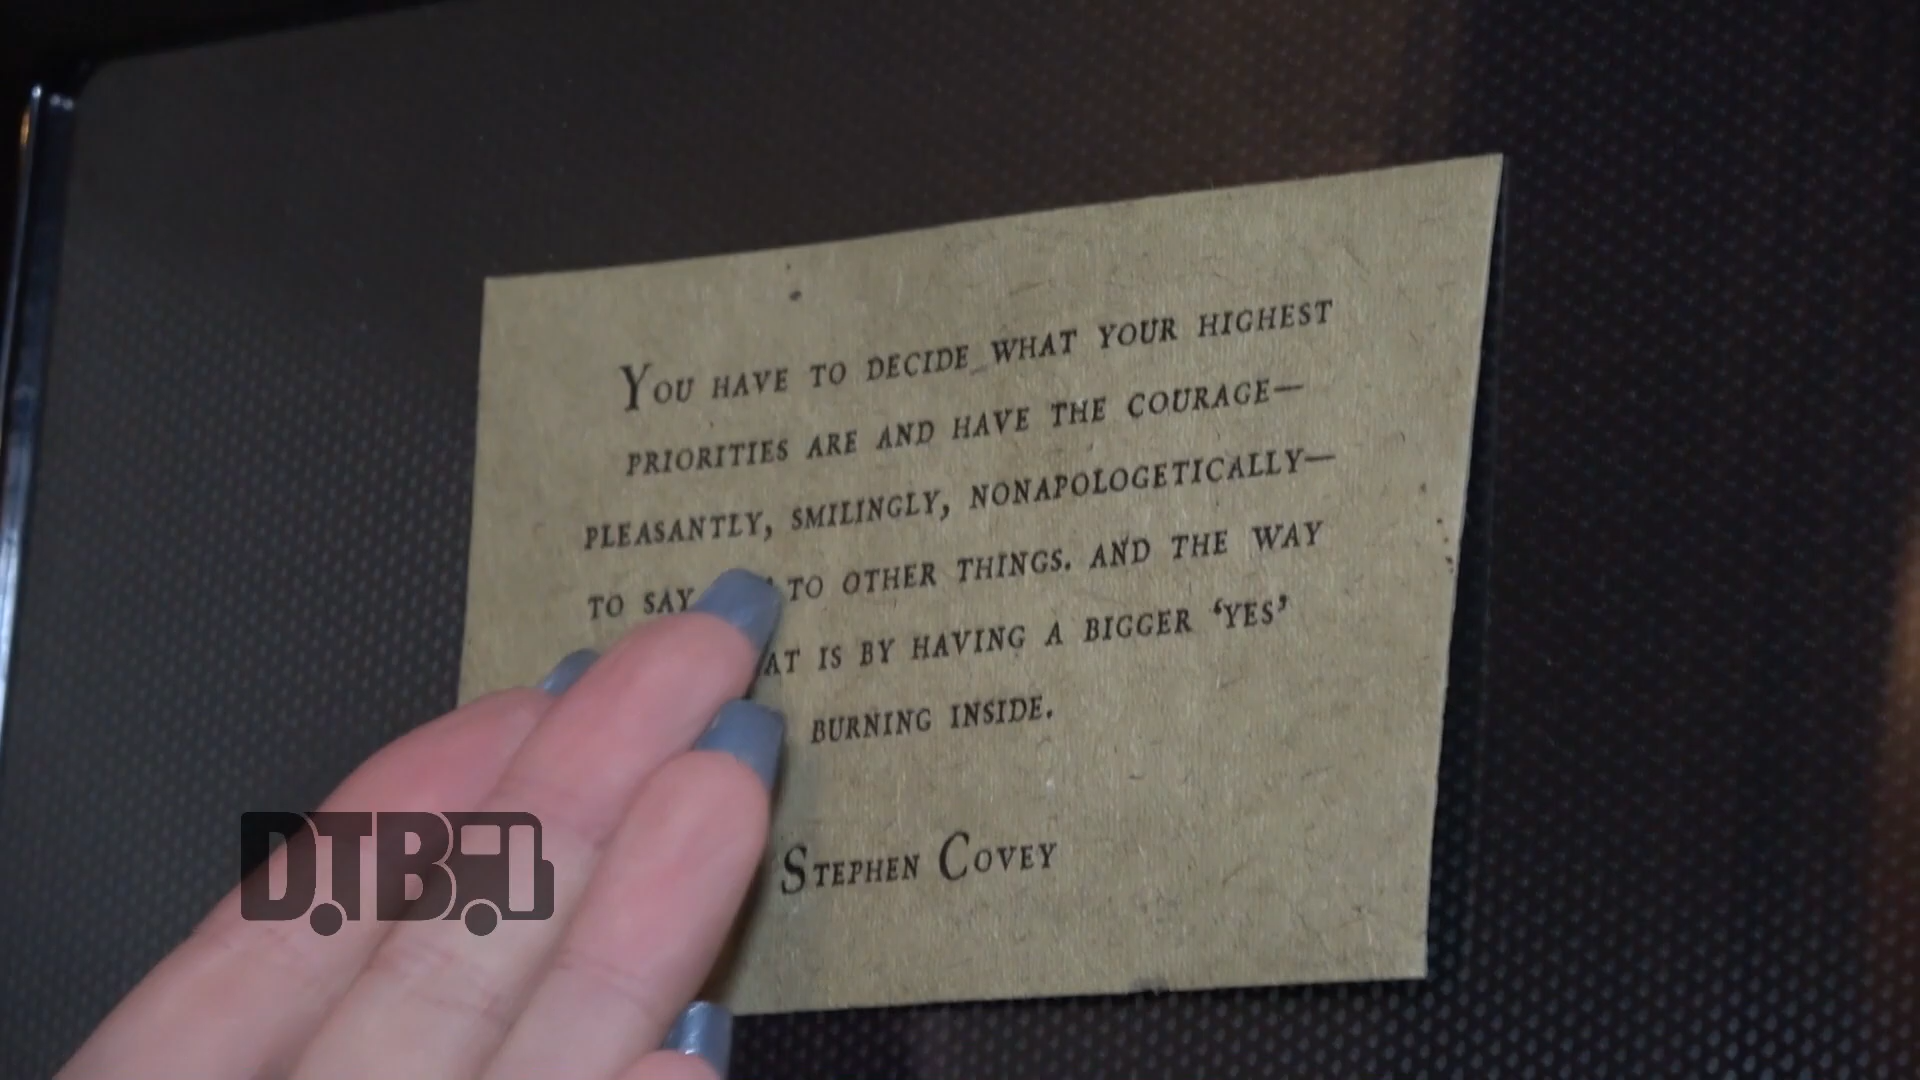 You have to decide what your highest
priorities are and have the courage—
pleasantly, smilingly, nonapologetically—
to say to other things. And the way
is by having a bigger ‘yes’
burning inside.
Stephen Covey
DTB